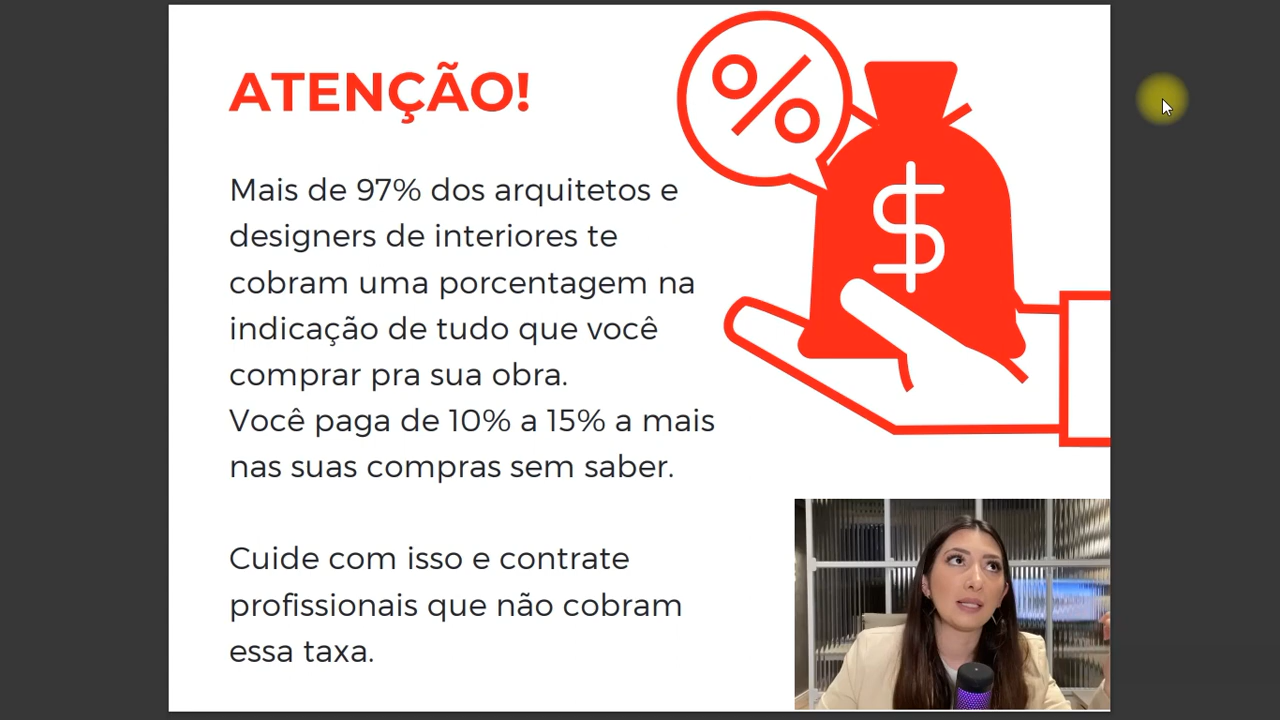 ATENÇÃO!
Mais de 97% dos arquitetos e
designers de interiores te
cobram uma porcentagem na
indicação de tudo que você
comprar pra sua obra.
Você paga de 10% a 15% a mais
nas suas compras sem saber.
Cuide com isso e contrate
profissionais que não cobram
essa taxa.
%
$